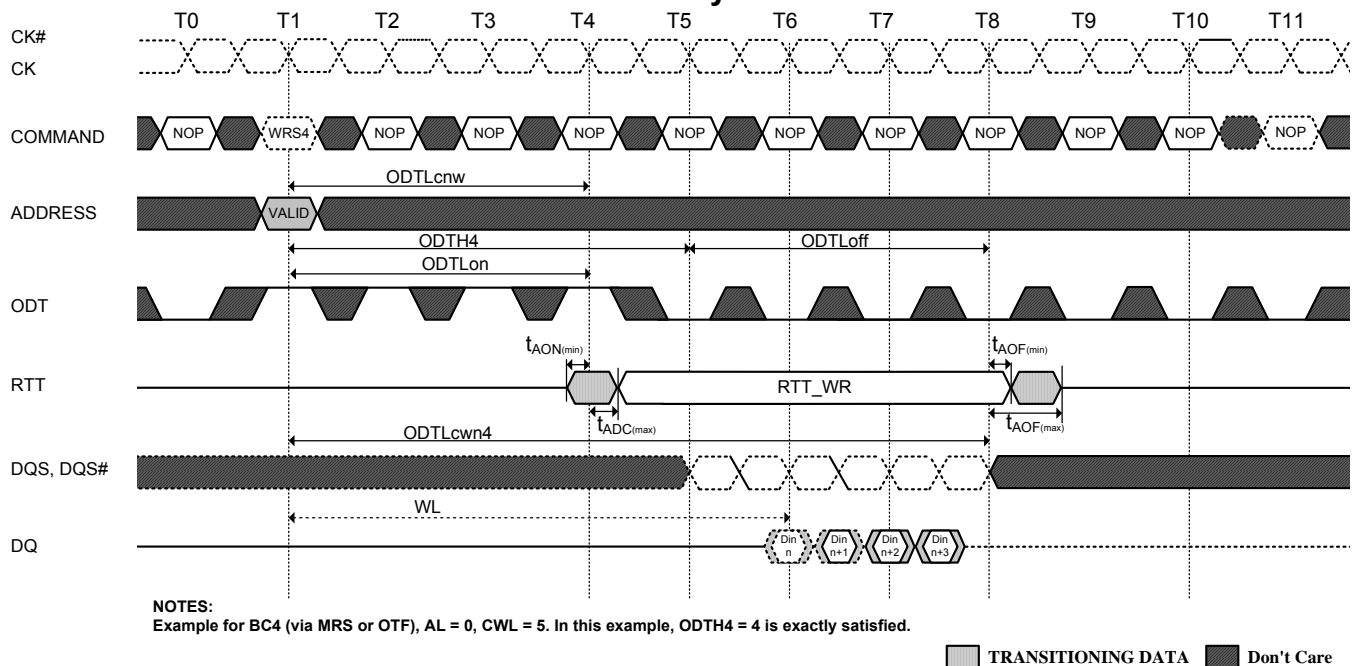 T0 T1 T2 T3 T4 T5 T6 T7 T8 T9 T10 T11
CK#
CK
COMMAND
NOP WRS4 NOP NOP NOP NOP NOP NOP NOP NOP NOP NOP
ODTLcnw
ADDRESS
VALID
ODTH4 ODTLoff
ODTLon
ODT
tAON(min) tAOF(min)
RTT
RTT_WR
tADC(max) tAOF(max)
ODTLcwn4
DQS, DQS#
WL
DQ
Din n Din n+1 Din n+2 Din n+3
NOTES:
Example for BC4 (via MRS or OTF), AL = 0, CWL = 5. In this example, ODTH4 = 4 is exactly satisfied.
TRANSITIONING DATA Don't Care